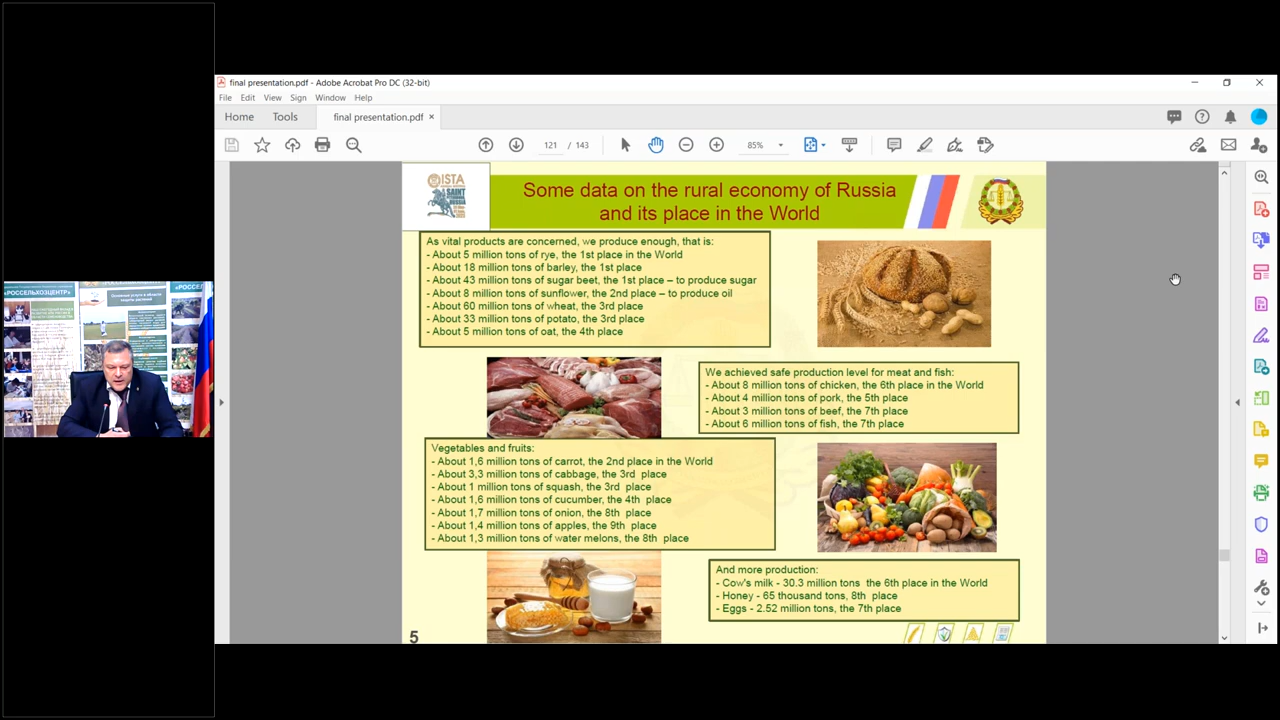 final presentation.pdf - Adobe Acrobat Pro DC (32-bit)
File Edit View Sign Window Help
Home Tools final presentation.pdf ×
121 / 143 85%
ISTA
SAINT
Some data on the rural economy of Russia
and its place in the World
As vital products are concerned, we produce enough, that is:
- About 5 million tons of rye, the 1st place in the World
- About 18 million tons of barley, the 1st place
- About 43 million tons of sugar beet, the 1st place – to produce sugar
- About 8 million tons of sunflower, the 2nd place – to produce oil
- About 60 million tons of wheat, the 3rd place
- About 33 million tons of potato, the 3rd place
- About 5 million tons of oat, the 4th place
We achieved safe production level for meat and fish:
- About 8 million tons of chicken, the 6th place in the World
- About 4 million tons of pork, the 5th place
- About 3 million tons of beef, the 7th place
- About 6 million tons of fish, the 7th place
Vegetables and fruits:
- About 1,6 million tons of carrot, the 2nd place in the World
- About 3,3 million tons of cabbage, the 3rd place
- About 1 million tons of squash, the 3rd place
- About 1,6 million tons of cucumber, the 4th place
- About 1,7 million tons of onion, the 8th place
- About 1,4 million tons of apples, the 9th place
- About 1,3 million tons of water melons, the 8th place
And more production:
- Cow's milk - 30.3 million tons the 6th place in the World
- Honey - 65 thousand tons, 8th place
- Eggs - 2.52 million tons, the 7th place
5
«РОССЕЛЬХОЗЦЕНТР»